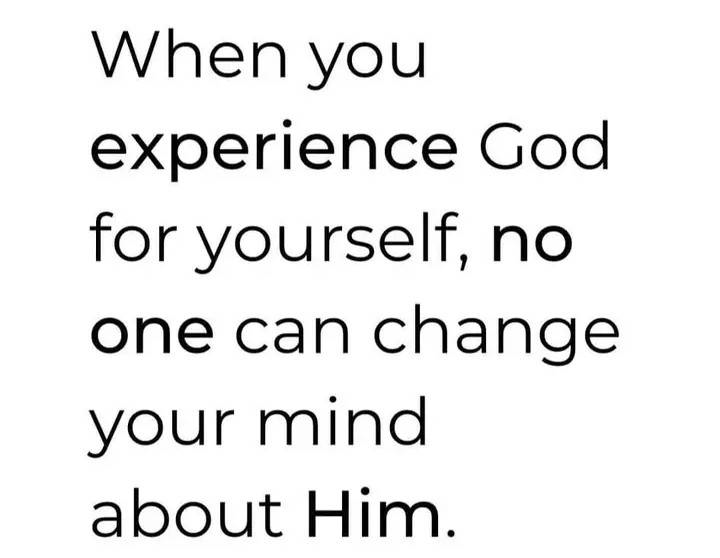 When you
experience God
for yourself, no
one can change
your mind
about Him.